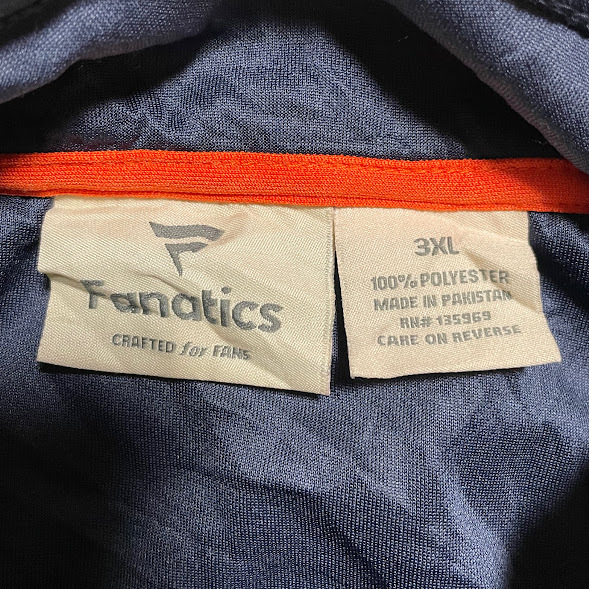 Fanatics
CRAFTED for FANS
3XL
100% POLYESTER
MADE IN PAKISTAN
RN# 135969
CARE ON REVERSE